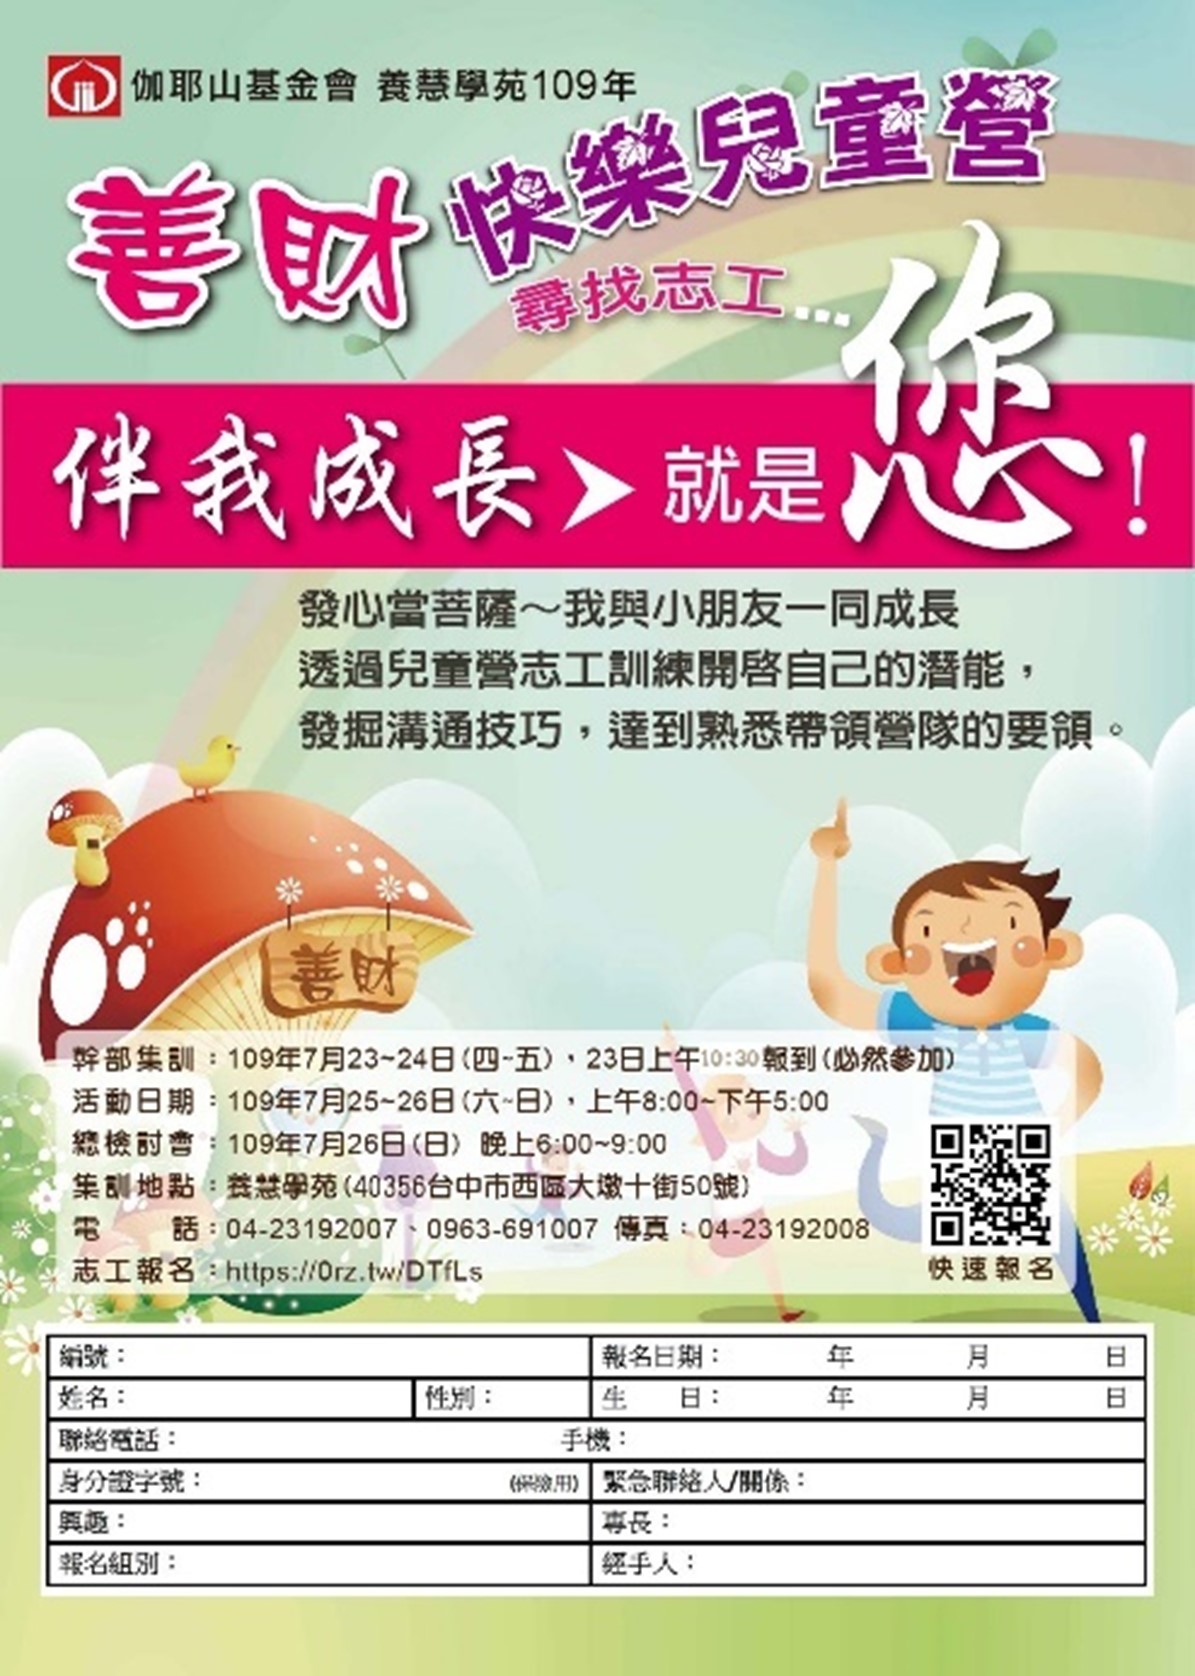 伽耶山基金會 養慧學苑109年
善財 快樂兒童營
尋找志工...
伴我成長 就是您!
發心當菩薩～我與小朋友一同成長
透過兒童營志工訓練開啓自己的潛能，
發掘溝通技巧，達到熟悉帶領營隊的要領。
善財
幹部集訓：109年7月23~24日(四~五)，23日上午10:30報到(必然參加)
活動日期：109年7月25~26日(六~日)，上午8:00~下午5:00
總檢討會：109年7月26日(日) 晚上6:00~9:00
集訓地點：養慧學苑(40356台中市西區大墩十街50號)
電　　話：04-23192007、0963-691007 傳真：04-23192008
志工報名：https://0rz.tw/DTfLs
快速報名
編號： 報名日期： 年 月 日
姓名： 性別： 生　日： 年 月 日
聯絡電話： 手機：
身分證字號： (保險用) 緊急聯絡人/關係：
興趣： 專長：
報名組別： 經手人：